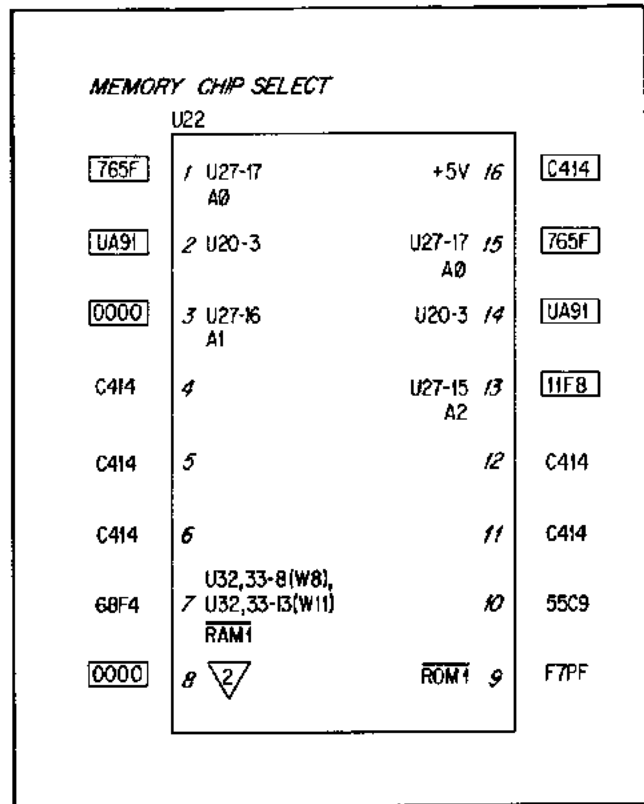 MEMORY CHIP SELECT
U22
765F 1 U27-17 +5V 16 C414
A0
UA91 2 U20-3 U27-17 15 765F
A0
0000 3 U27-16 U20-3 14 UA91
A1
C414 4 U27-15 13 11F8
A2
C414 5 12 C414
C414 6 11 C414
U32,33-8(W8),
68F4 7 U32,33-13(W11) 10 55C9
RAM1
0000 8 2 ROM1 9 F7PF